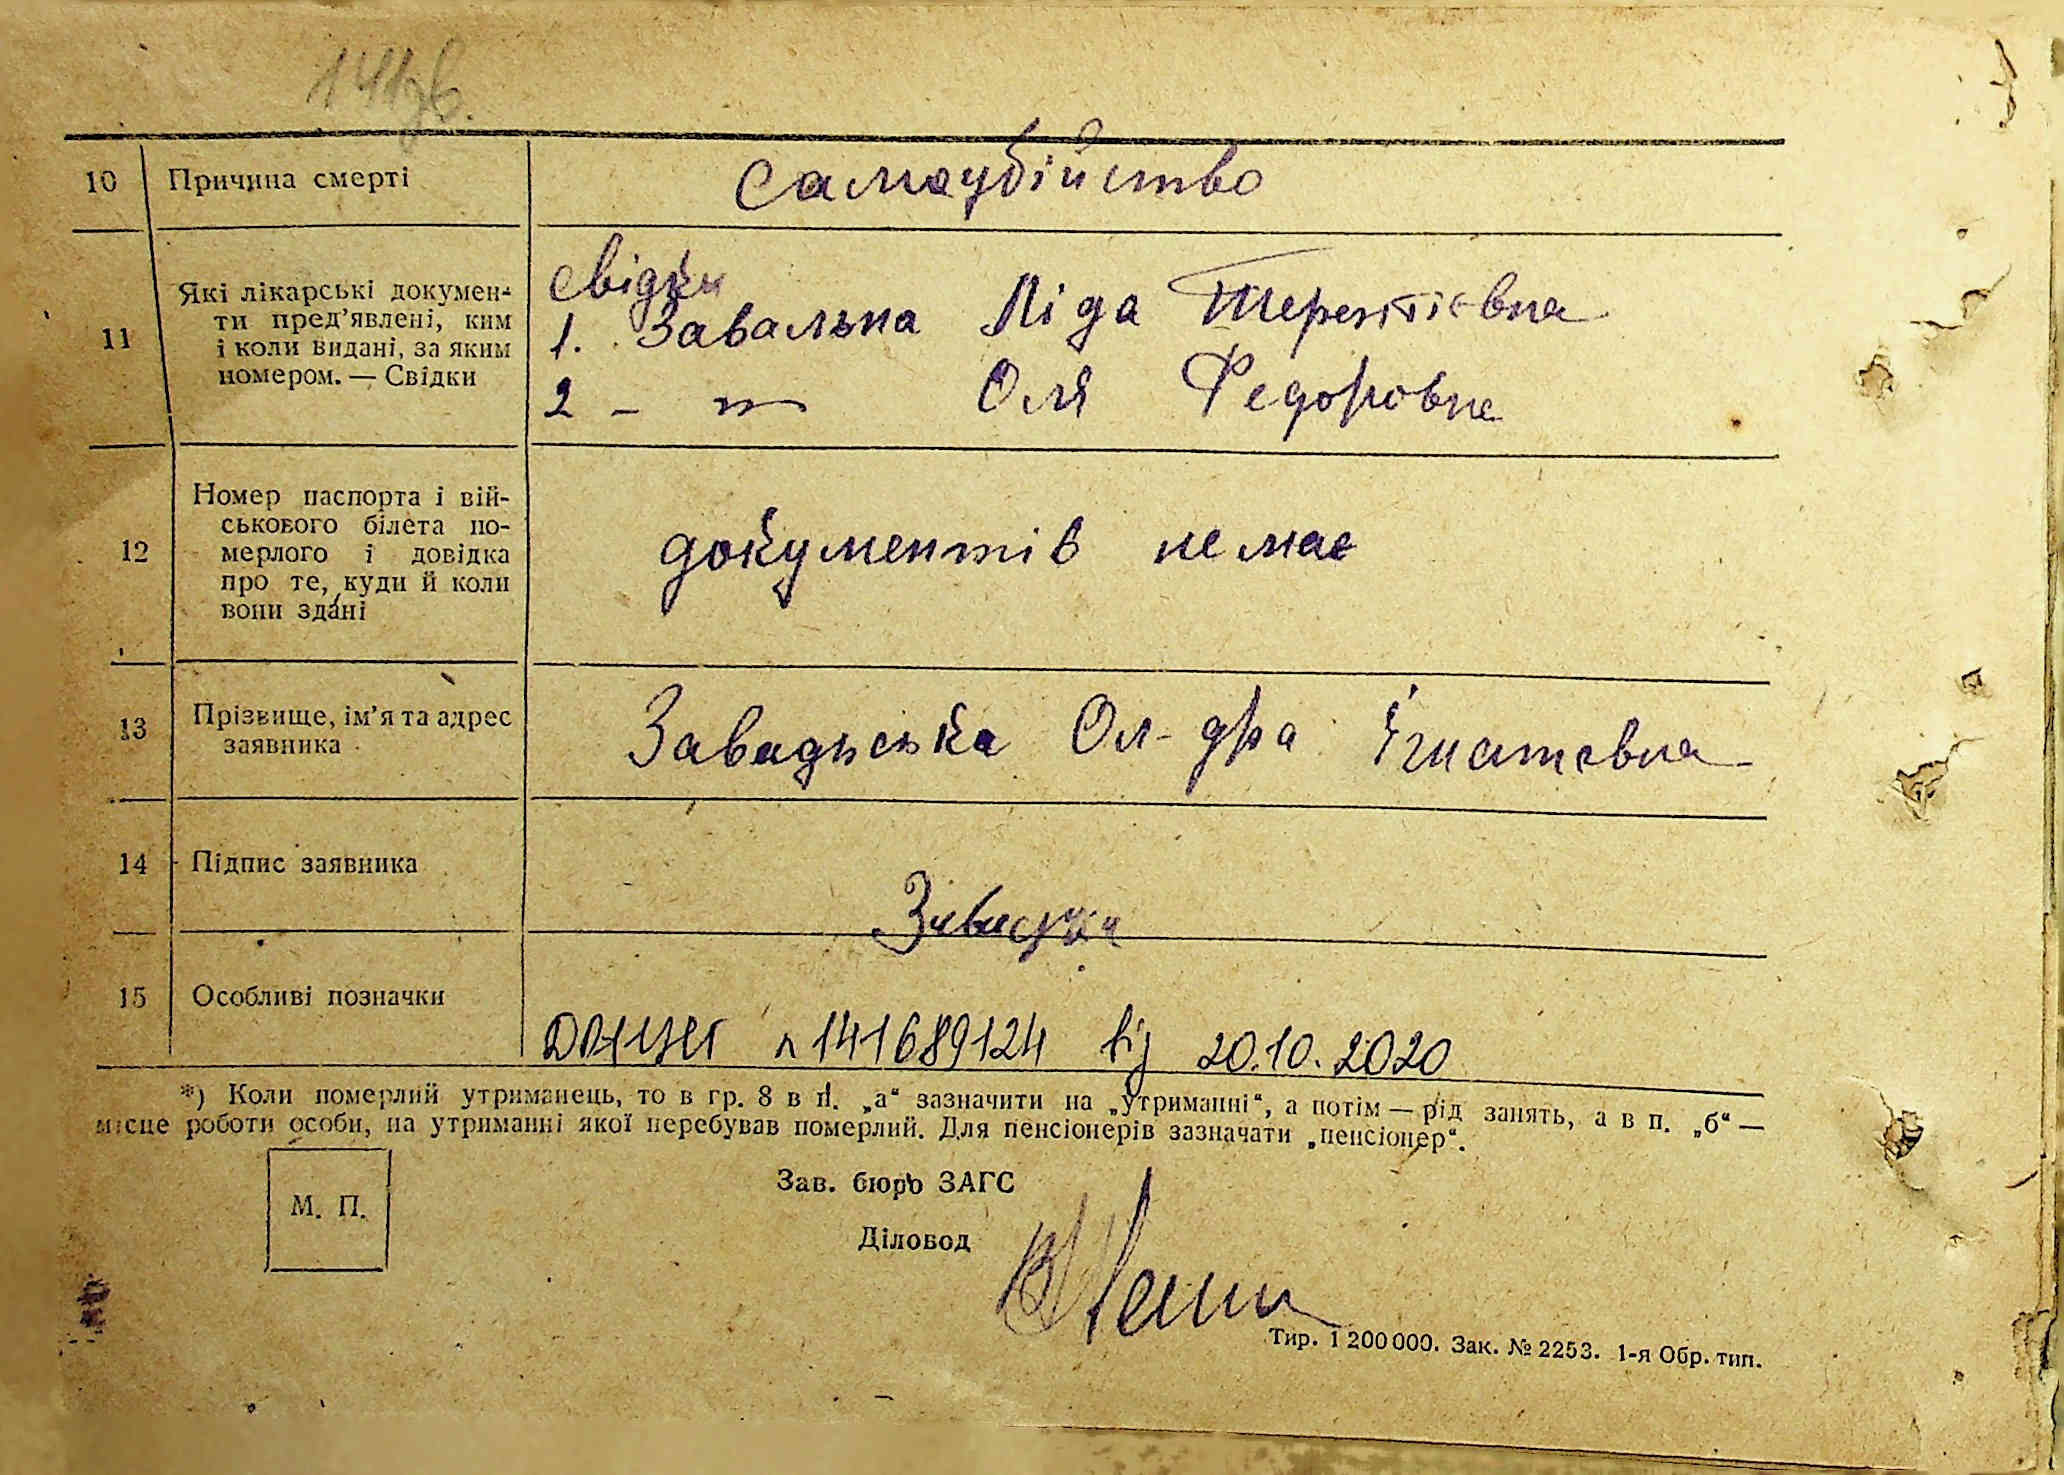 141зв.
10 Причина смерті Самоубійство
11 Які лікарські докумен-
ти пред'явлені, ким
і коли видані, за яким
номером. — Свідки
Свідки
1. Завальна Ліда Терентієвна
2 – " – Оля Федоровна
12 Номер паспорта і вій-
ськового білета по-
мерлого і довідка
про те, куди й коли
вони здані
документів немає
13 Прізвище, ім'я та адрес
заявника
Завадська Ол-дра Ігнатевна
14 Підпис заявника
15 Особливі позначки
ДРАЦСГ п 141689124 від 20.10.2020
*) Коли померлий утриманець, то в гр. 8 в п. „а“ зазначити на „утриманні“, а потім — рід занять, а в п. „б“ —
місце роботи особи, на утриманні якої перебував померлий. Для пенсіонерів зазначати „пенсіонер“.
М. П.
Зав. бюро ЗАГС
Діловод
Тир. 1 200 000. Зак. № 2253. 1-я Обр. тип.